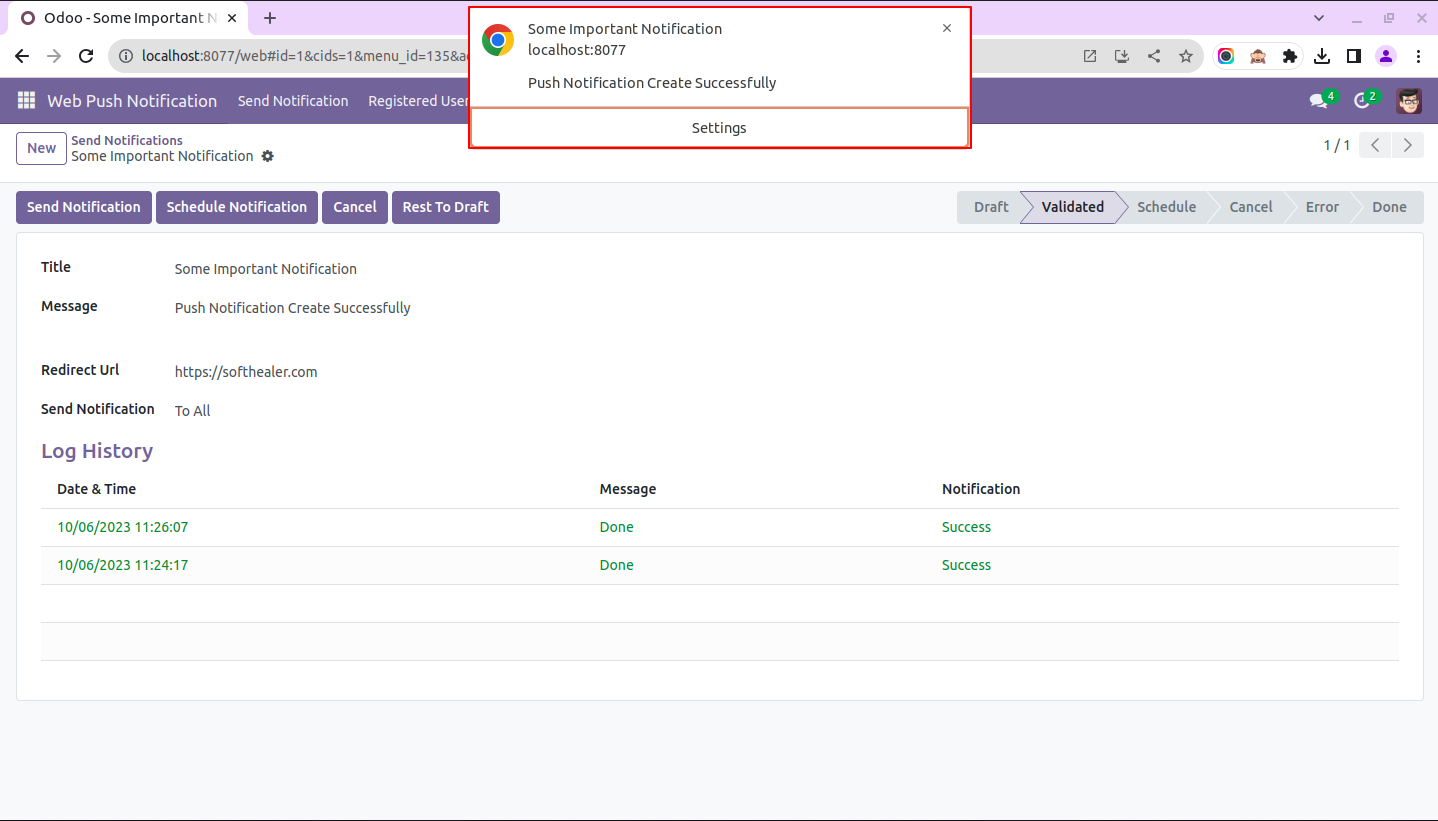 Odoo - Some Important N
Some Important Notification
localhost:8077
Push Notification Create Successfully
Settings
localhost:8077/web#id=1&cids=1&menu_id=135&a
Web Push Notification Send Notification Registered User
4 2
New
Send Notifications
Some Important Notification
1 / 1
Send Notification Schedule Notification Cancel Rest To Draft
Draft Validated Schedule Cancel Error Done
Title Some Important Notification
Message Push Notification Create Successfully
Redirect Url https://softhealer.com
Send Notification To All
Log History
Date & Time Message Notification
10/06/2023 11:26:07 Done Success
10/06/2023 11:24:17 Done Success